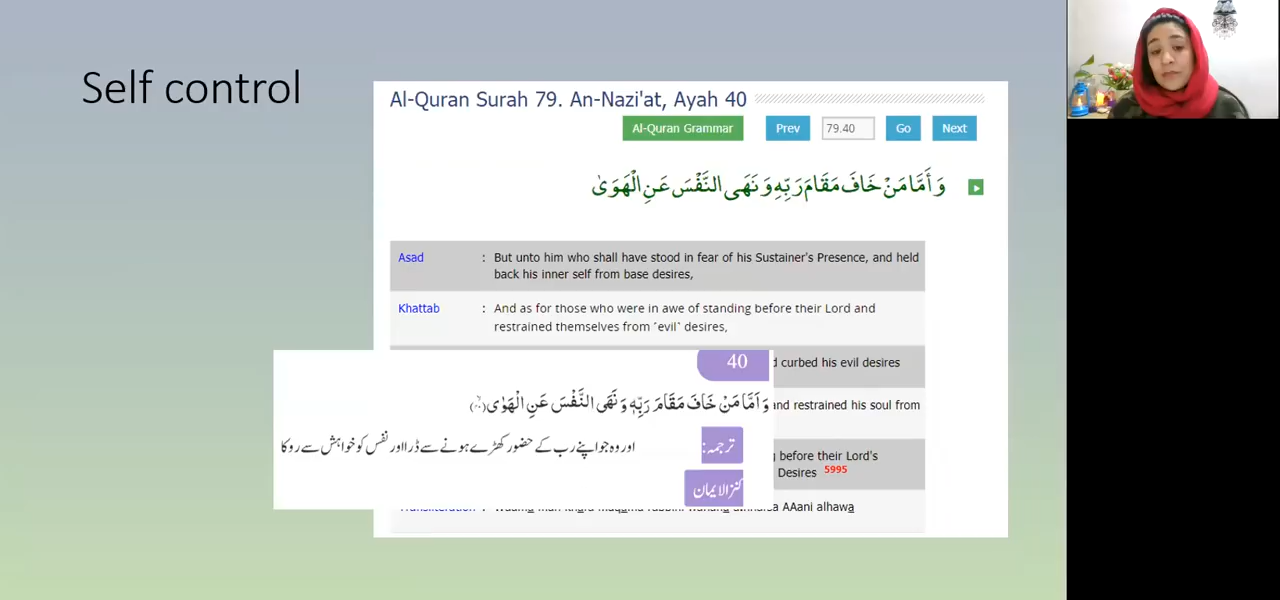 Self control
Al-Quran Surah 79. An-Nazi'at, Ayah 40
Al-Quran Grammar Prev 79.40 Go Next
وَأَمَّا مَنْ خَافَ مَقَامَ رَبِّهِ وَنَهَى النَّفْسَ عَنِ الْهَوَىٰ
Asad : But unto him who shall have stood in fear of his Sustainer's Presence, and held
back his inner self from base desires,
Khattab : And as for those who were in awe of standing before their Lord and
restrained themselves from ˹evil˺ desires,
curbed his evil desires
40
and restrained his soul from
وَ اَمَّا مَنْ خَافَ مَقَامَ رَبِّهٖ وَ نَهَى النَّفْسَ عَنِ الْهَوٰى(۴۰)
ترجمہ: اور وہ جو اپنے رب کے حضور کھڑے ہونے سے ڈرا اور نفس کو خواہش سے روکا
before their Lord's
Desires 5995
کنزالایمان
AAani alhawa